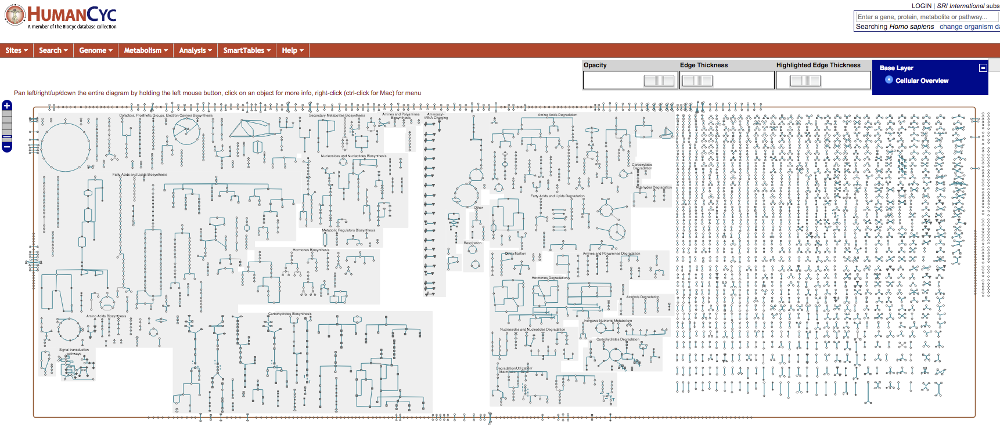 HUMANCYC
A member of the BioCyc database collection
LOGIN | SRI International subs
Enter a gene, protein, metabolite or pathway...
Searching Homo sapiens change organism da
Sites Search Genome Metabolism Analysis SmartTables Help
Opacity
Edge Thickness
Highlighted Edge Thickness
Base Layer
Cellular Overview
Pan left/right/up/down the entire diagram by holding the left mouse button, click on an object for more info, right-click (ctrl-click for Mac) for menu
Cofactors, Prosthetic Groups, Electron Carriers Biosynthesis
Secondary Metabolites Biosynthesis
Amines and Polyamines
Biosynthesis
Aminoacyl-
tRNA Charging
Amino Acids Degradation
Nucleosides and Nucleotides Biosynthesis
Carboxylates
Degradation
Fatty Acids and Lipids Biosynthesis
Aldehydes Degradation
Fatty Acids and Lipids Degradation
Other
Metabolic Regulators Biosynthesis
Respiration
Hormones Biosynthesis
Detoxification
Amines and Polyamines Degradation
Hormones Degradation
Alcohols Degradation
Amino Acids Biosynthesis
Carbohydrates Biosynthesis
Inorganic Nutrients Metabolism
Nucleosides and Nucleotides Degradation
Carbohydrates Degradation
Signal transduction
pathways
Degradation/Utilization/
Assimilation - Other